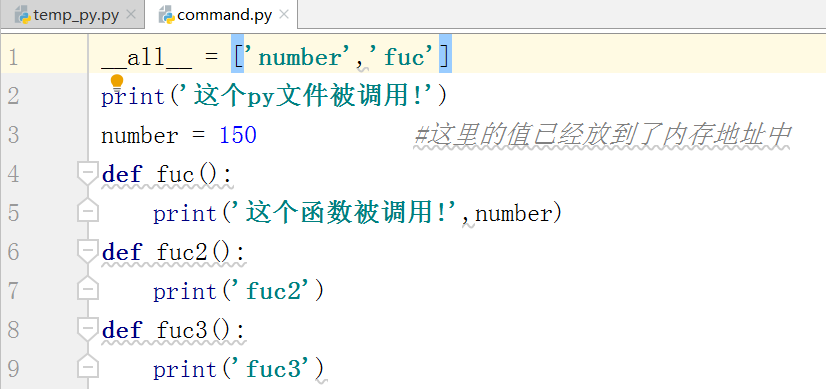 temp_py.py × command.py ×
1 __all__ = ['number','fuc']
2 print('这个py文件被调用!')
3 number = 150 #这里的值已经放到了内存地址中
4 def fuc():
5 print('这个函数被调用!',number)
6 def fuc2():
7 print('fuc2')
8 def fuc3():
9 print('fuc3')